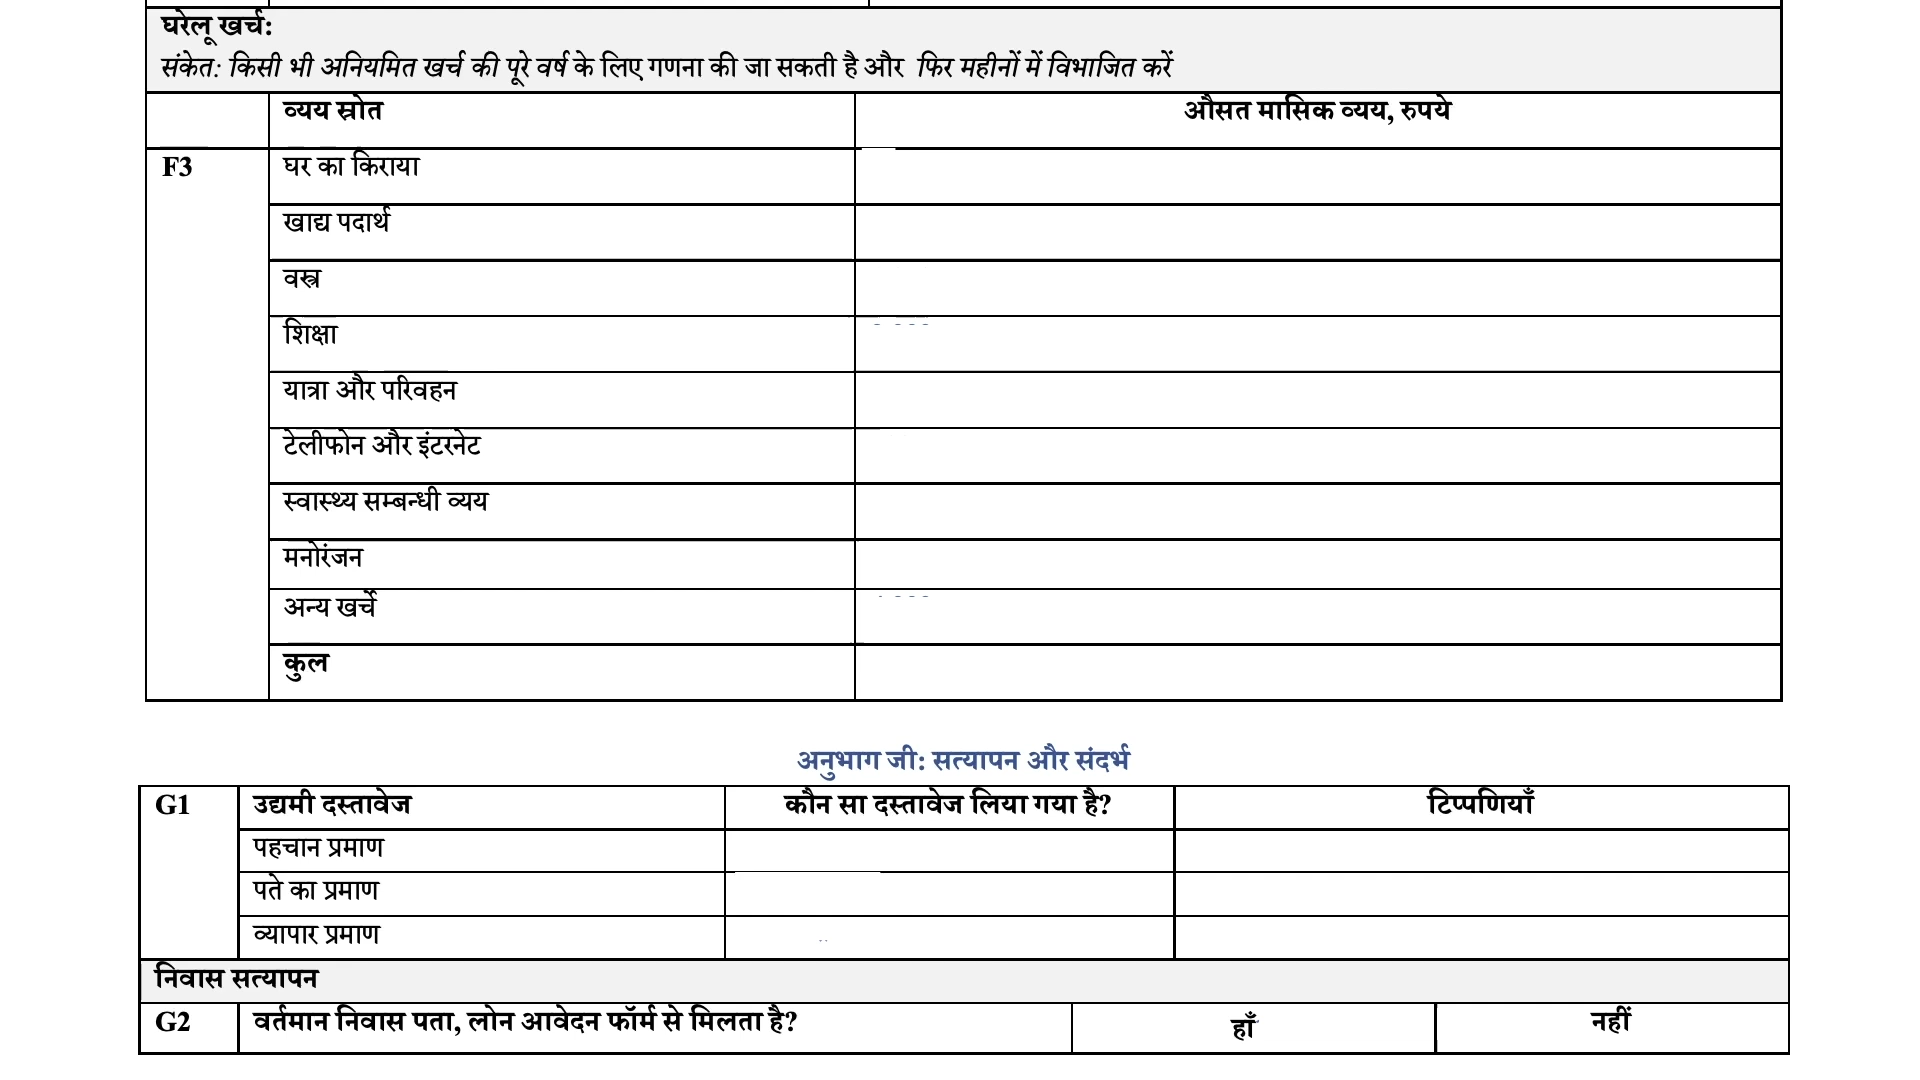 घरेलू खर्च:
संकेत: किसी भी अनियमित खर्च की पूरे वर्ष के लिए गणना की जा सकती है और फिर महीनों में विभाजित करें
व्यय स्रोत औसत मासिक व्यय, रुपये
F3 घर का किराया
खाद्य पदार्थ
वस्त्र
शिक्षा
यात्रा और परिवहन
टेलीफोन और इंटरनेट
स्वास्थ्य सम्बन्धी व्यय
मनोरंजन
अन्य खर्चे
कुल
अनुभाग जी: सत्यापन और संदर्भ
G1 उद्यमी दस्तावेज कौन सा दस्तावेज लिया गया है? टिप्पणियाँ
पहचान प्रमाण
पते का प्रमाण
व्यापार प्रमाण
निवास सत्यापन
G2 वर्तमान निवास पता, लोन आवेदन फॉर्म से मिलता है? हाँ नहीं